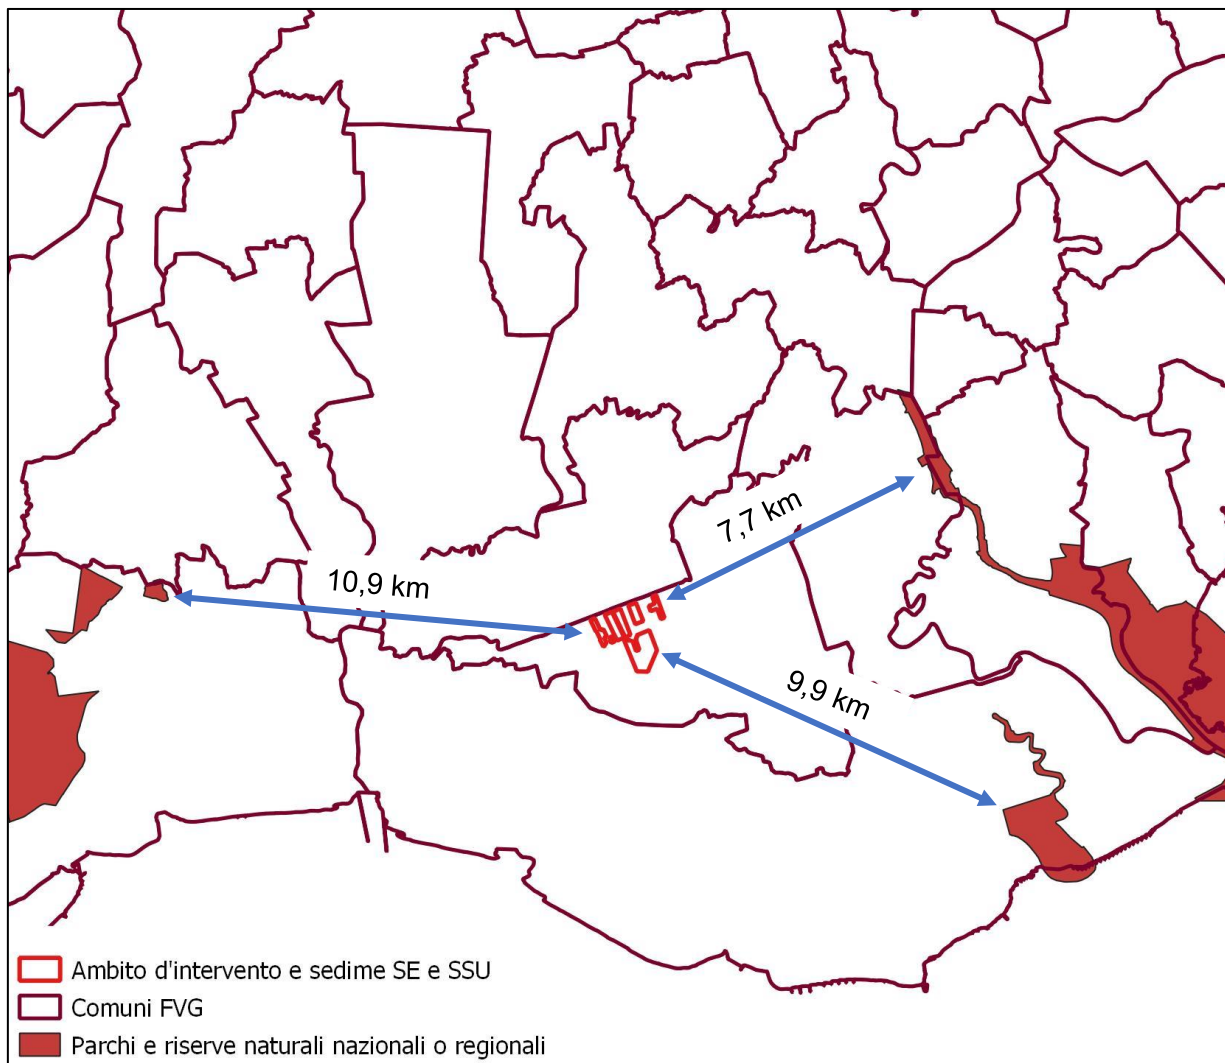 7,7 km
10,9 km
9,9 km
Ambito d'intervento e sedime SE e SSU
Comuni FVG
Parchi e riserve naturali nazionali o regionali